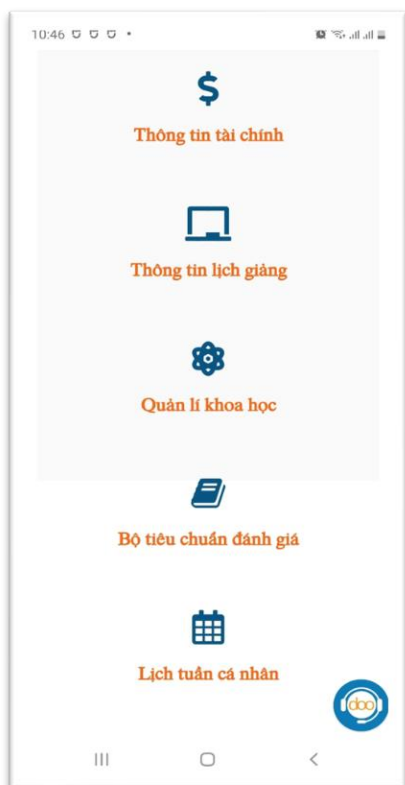 10:46
Thông tin tài chính
Thông tin lịch giảng
Quản lí khoa học
Bộ tiêu chuẩn đánh giá
Lịch tuần cá nhân
doo